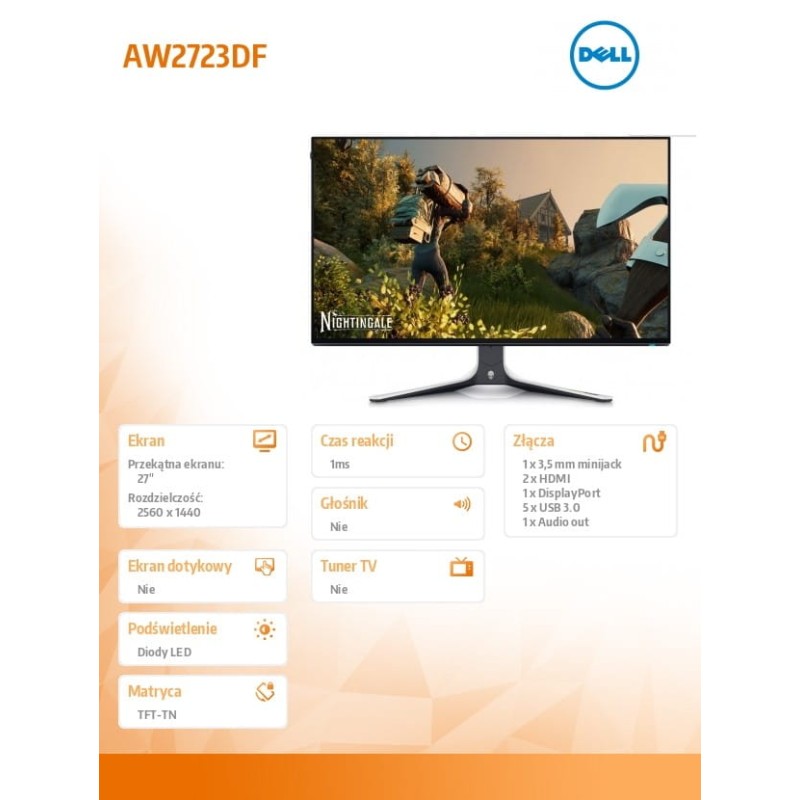 AW2723DF
DELL
NIGHTINGALE
Ekran
Przekątna ekranu:
27"
Rozdzielczość:
2560 x 1440
Czas reakcji
1ms
Głośnik
Nie
Złącza
1 x 3,5 mm minijack
2 x HDMI
1 x DisplayPort
5 x USB 3.0
1 x Audio out
Ekran dotykowy
Nie
Tuner TV
Nie
Podświetlenie
Diody LED
Matryca
TFT-TN